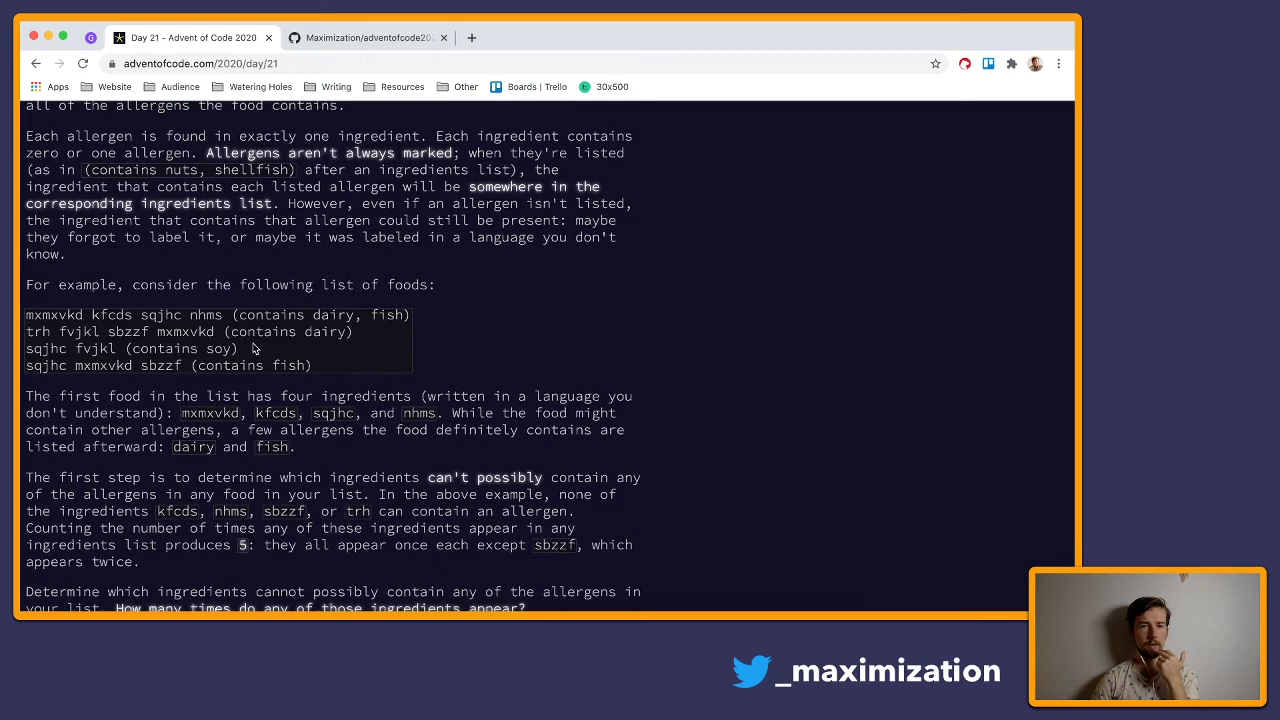 Day 21 - Advent of Code 2020
Maximization/adventofcode202
adventofcode.com/2020/day/21
Apps Website Audience Watering Holes Writing Resources Other Boards | Trello 30x500
all of the allergens the food contains.
Each allergen is found in exactly one ingredient. Each ingredient contains
zero or one allergen. Allergens aren't always marked; when they're listed
(as in (contains nuts, shellfish) after an ingredients list), the
ingredient that contains each listed allergen will be somewhere in the
corresponding ingredients list. However, even if an allergen isn't listed,
the ingredient that contains that allergen could still be present: maybe
they forgot to label it, or maybe it was labeled in a language you don't
know.
For example, consider the following list of foods:
mxmxvkd kfcds sqjhc nhms (contains dairy, fish)
trh fvjkl sbzzf mxmxvkd (contains dairy)
sqjhc fvjkl (contains soy)
sqjhc mxmxvkd sbzzf (contains fish)
The first food in the list has four ingredients (written in a language you
don't understand): mxmxvkd, kfcds, sqjhc, and nhms. While the food might
contain other allergens, a few allergens the food definitely contains are
listed afterward: dairy and fish.
The first step is to determine which ingredients can't possibly contain any
of the allergens in any food in your list. In the above example, none of
the ingredients kfcds, nhms, sbzzf, or trh can contain an allergen.
Counting the number of times any of these ingredients appear in any
ingredients list produces 5: they all appear once each except sbzzf, which
appears twice.
Determine which ingredients cannot possibly contain any of the allergens in
your list. How many times do any of those ingredients appear?
_maximization